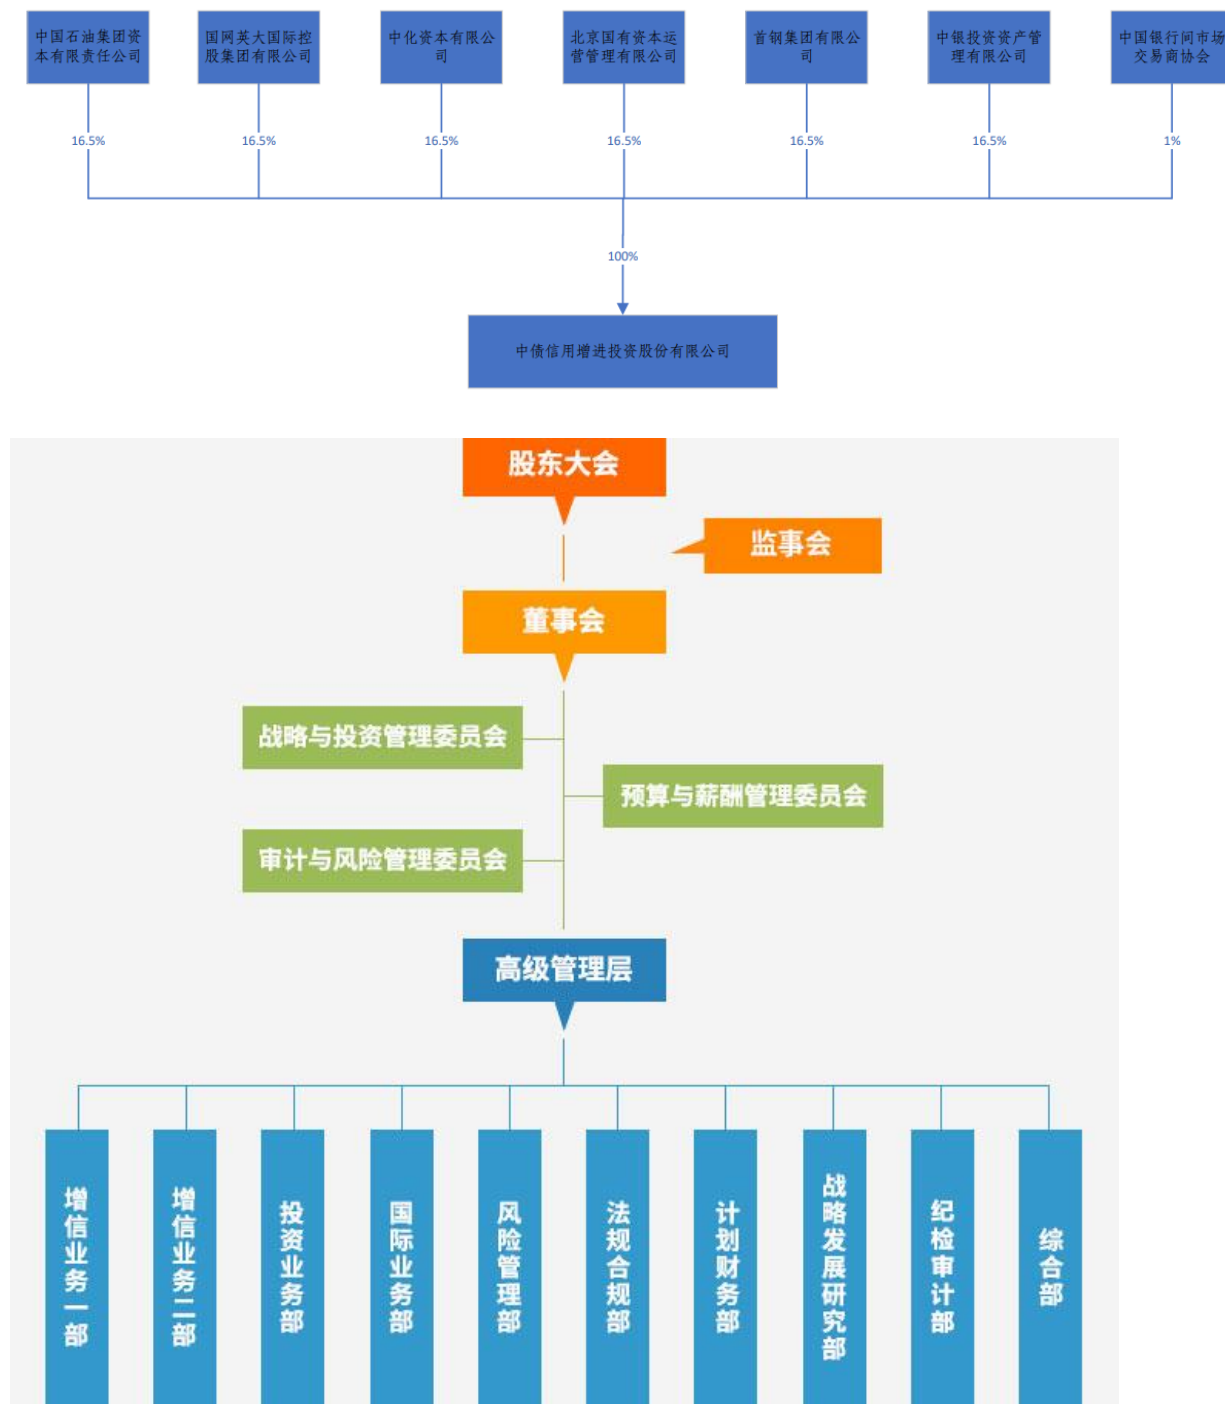 中国石油集团资
本有限责任公司
国网英大国际控
股集团有限公司
中化资本有限公
司
北京国有资本运
营管理有限公司
首钢集团有限公
司
中银投资资产管
理有限公司
中国银行间市场
交易商协会
16.5%
16.5%
16.5%
16.5%
16.5%
16.5%
1%
100%
中债信用增进投资股份有限公司
股东大会
监事会
董事会
战略与投资管理委员会
预算与薪酬管理委员会
审计与风险管理委员会
高级管理层
增信业务一部
增信业务二部
投资业务部
国际业务部
风险管理部
法规合规部
计划财务部
战略发展研究部
纪检审计部
综合部